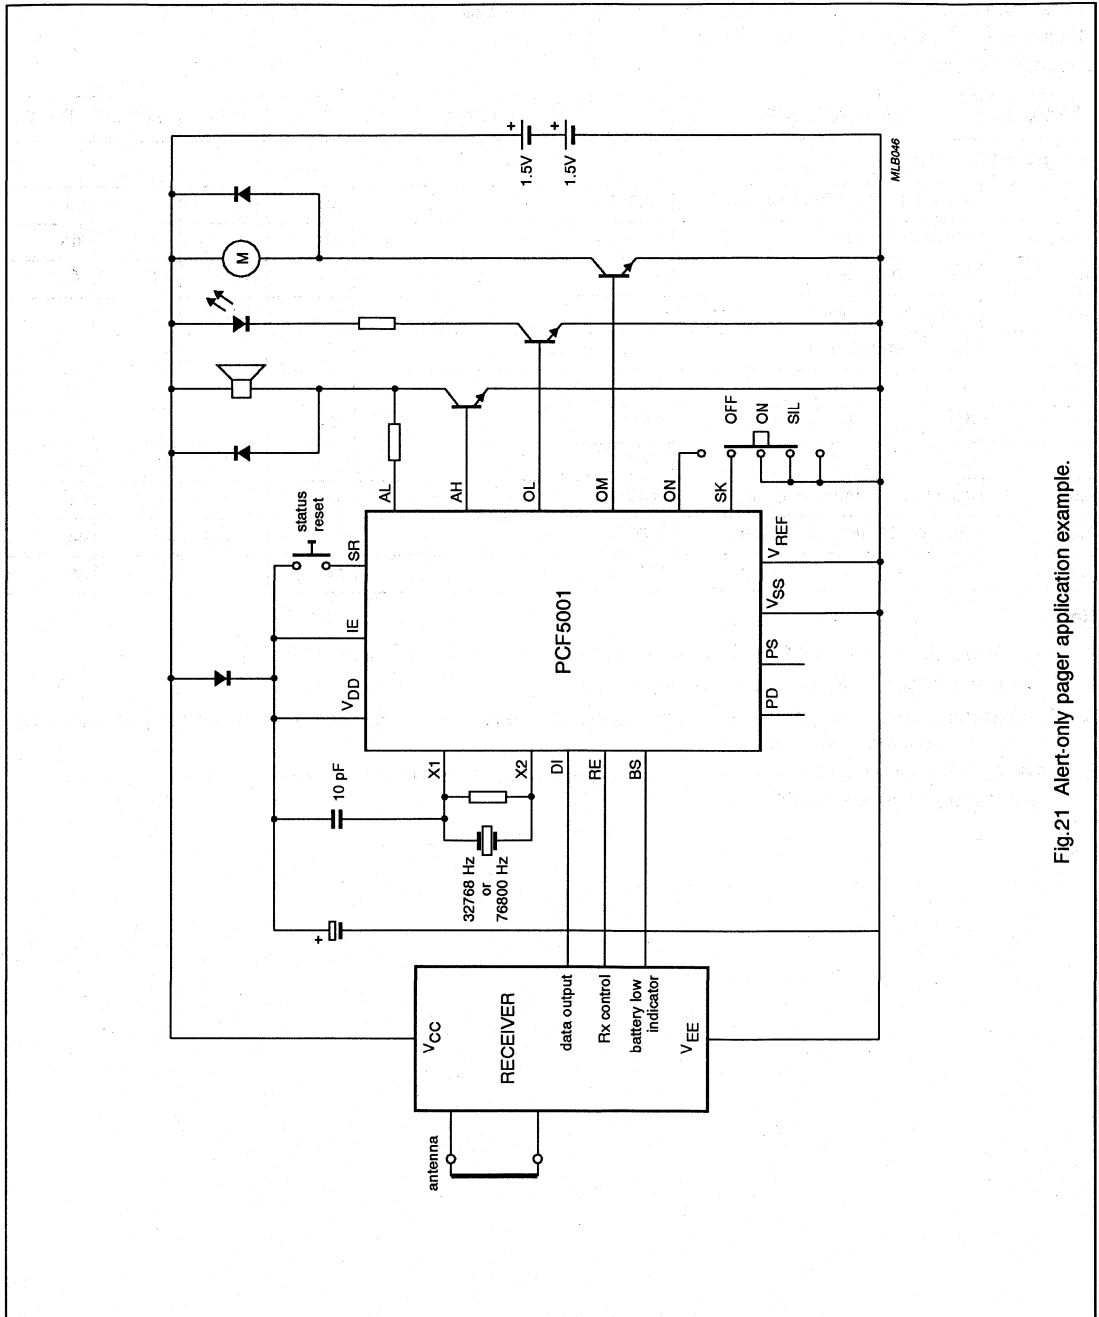 antenna
RECEIVER
VCC
data output
Rx control
battery low
indicator
VEE
+
10 pF
32768 Hz
or
76800 Hz
X1
X2
DI
RE
BS
VDD
IE
SR
status
reset
PCF5001
PD
PS
VSS
VREF
AL
AH
OL
OM
ON
SK
OFF
ON
SIL
M
+
1.5V
+
1.5V
MLB046
Fig.21 Alert-only pager application example.